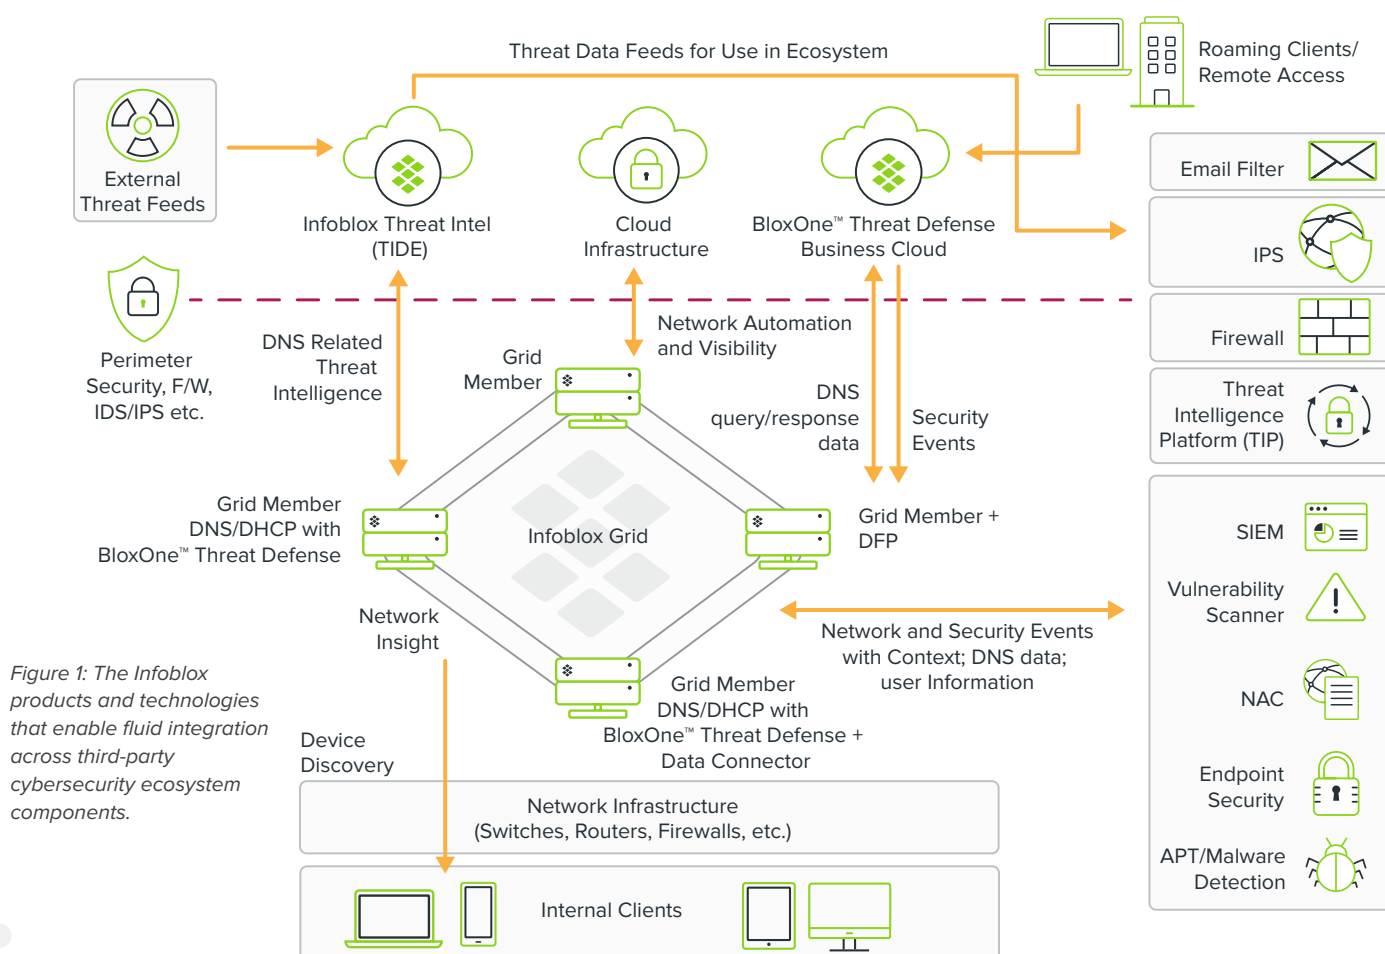 Threat Data Feeds for Use in Ecosystem
Roaming Clients/
Remote Access
External
Threat Feeds
Infoblox Threat Intel
(TIDE)
Cloud
Infrastructure
BloxOne™ Threat Defense
Business Cloud
Email Filter
IPS
Firewall
Threat
Intelligence
Platform (TIP)
Perimeter
Security, F/W,
IDS/IPS etc.
DNS Related
Threat
Intelligence
Network Automation
and Visibility
Grid
Member
DNS
query/response
data
Security
Events
Grid Member
DNS/DHCP with
BloxOne™ Threat Defense
Infoblox Grid
Grid Member +
DFP
SIEM
Vulnerability
Scanner
NAC
Endpoint
Security
APT/Malware
Detection
Network
Insight
Network and Security Events
with Context; DNS data;
user Information
Grid Member
DNS/DHCP with
BloxOne™ Threat Defense +
Data Connector
Figure 1: The Infoblox
products and technologies
that enable fluid integration
across third-party
cybersecurity ecosystem
components.
Device
Discovery
Network Infrastructure
(Switches, Routers, Firewalls, etc.)
Internal Clients